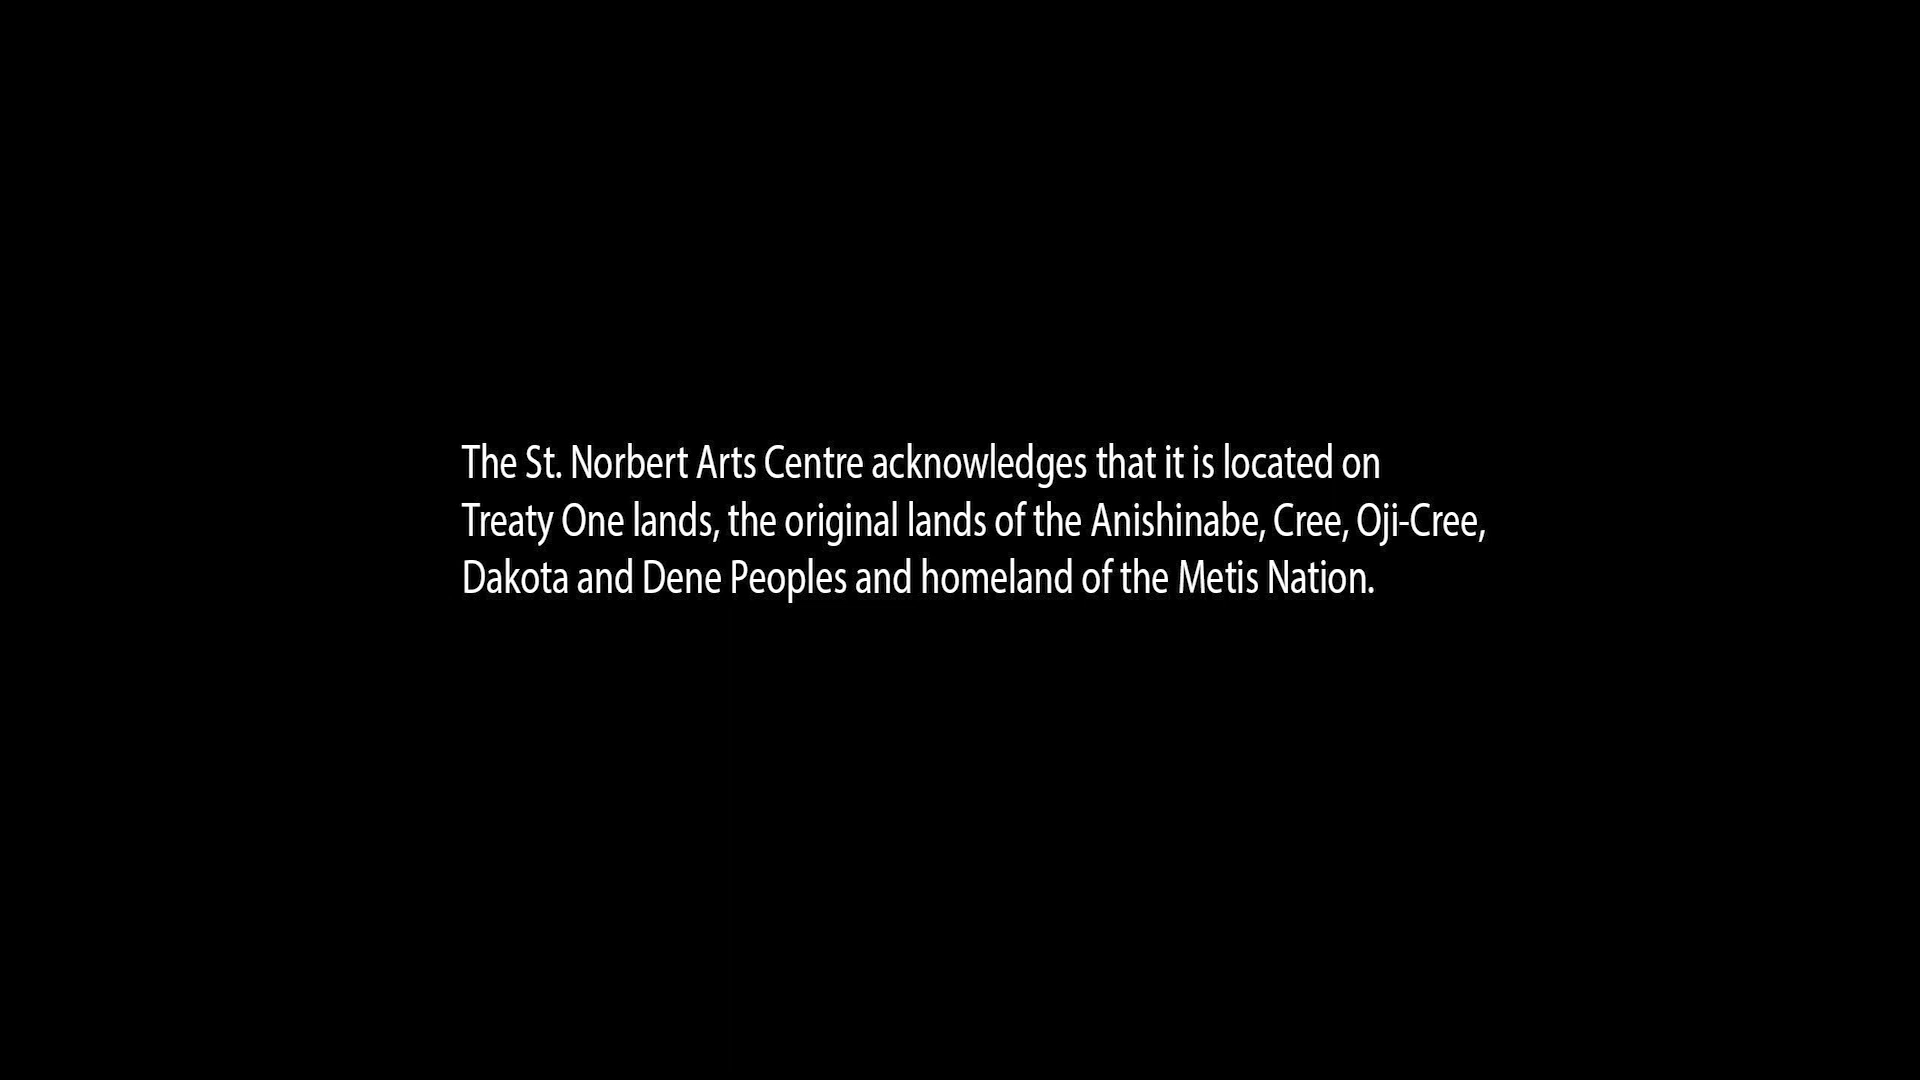 The St. Norbert Arts Centre acknowledges that it is located on
Treaty One lands, the original lands of the Anishinabe, Cree, Oji-Cree,
Dakota and Dene Peoples and homeland of the Metis Nation.